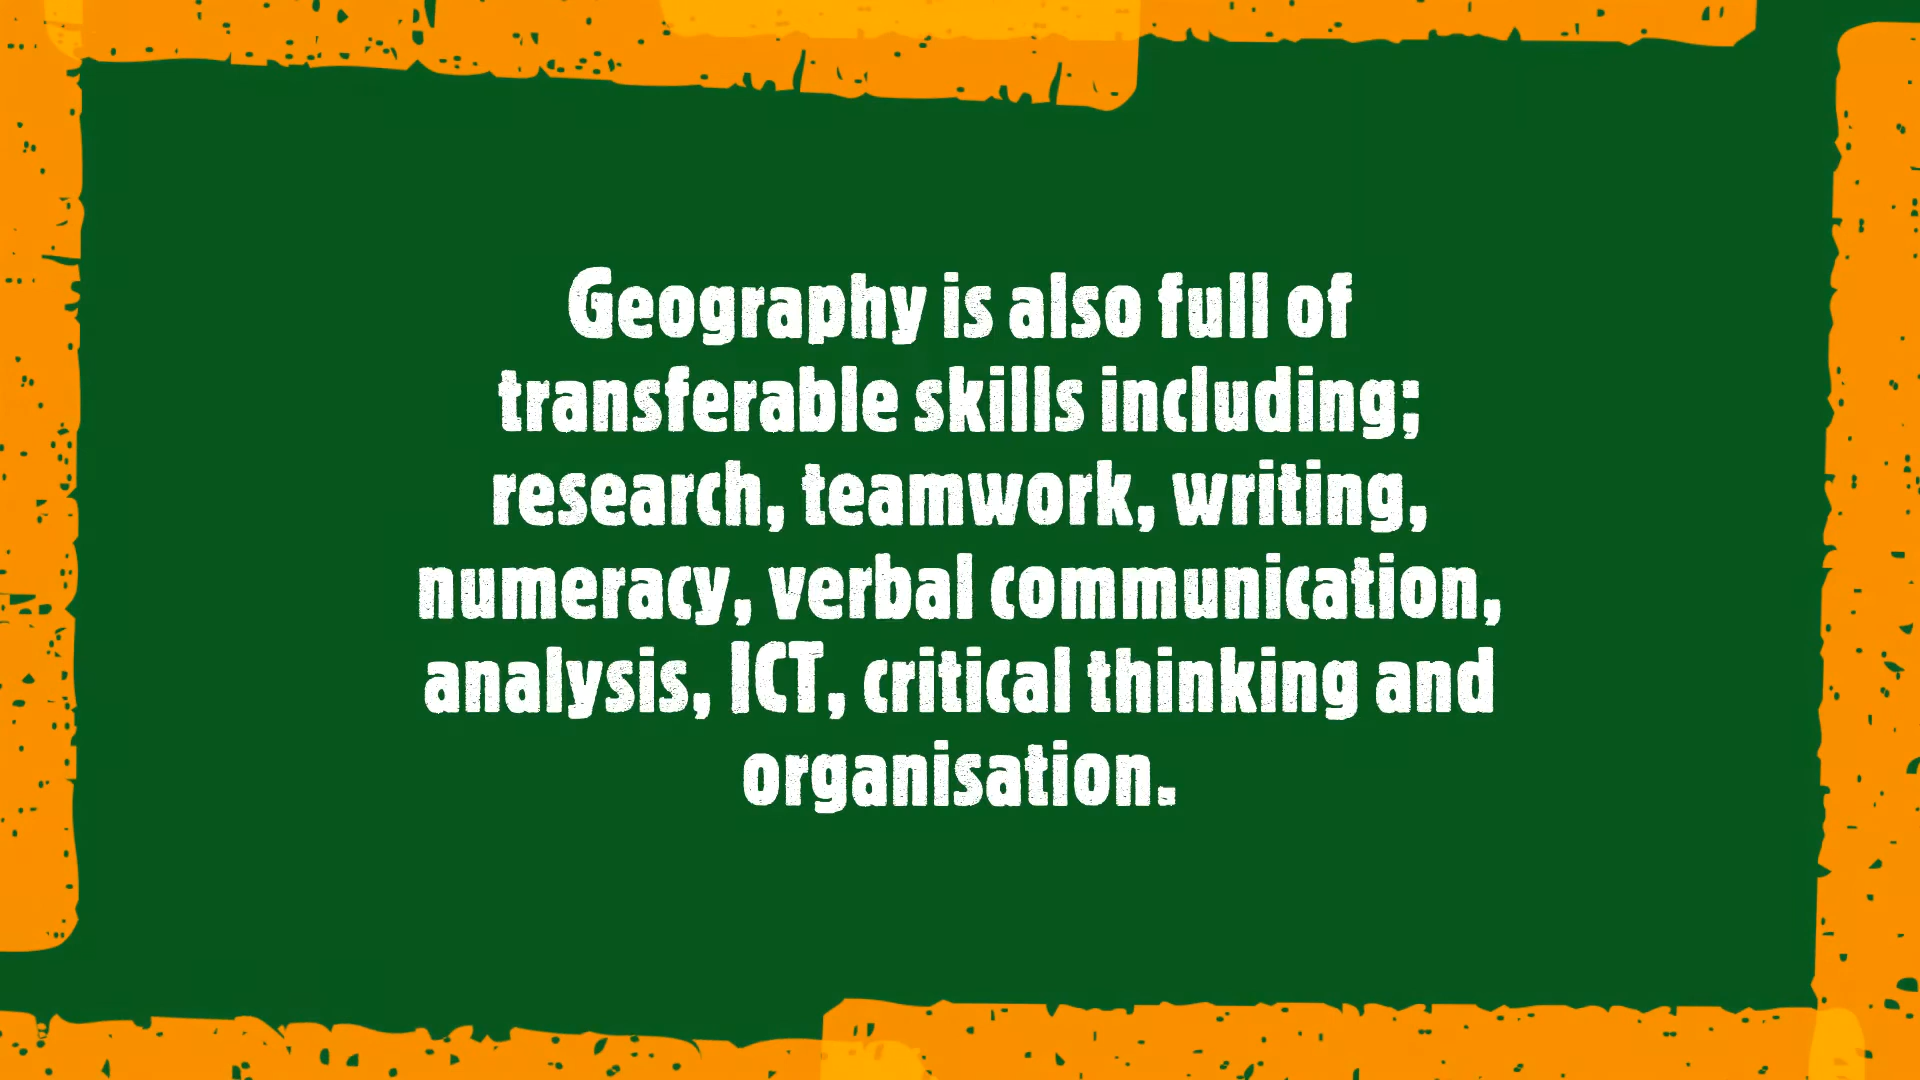 Geography is also full of
transferable skills including;
research, teamwork, writing,
numeracy, verbal communication,
analysis, ICT, critical thinking and
organisation.